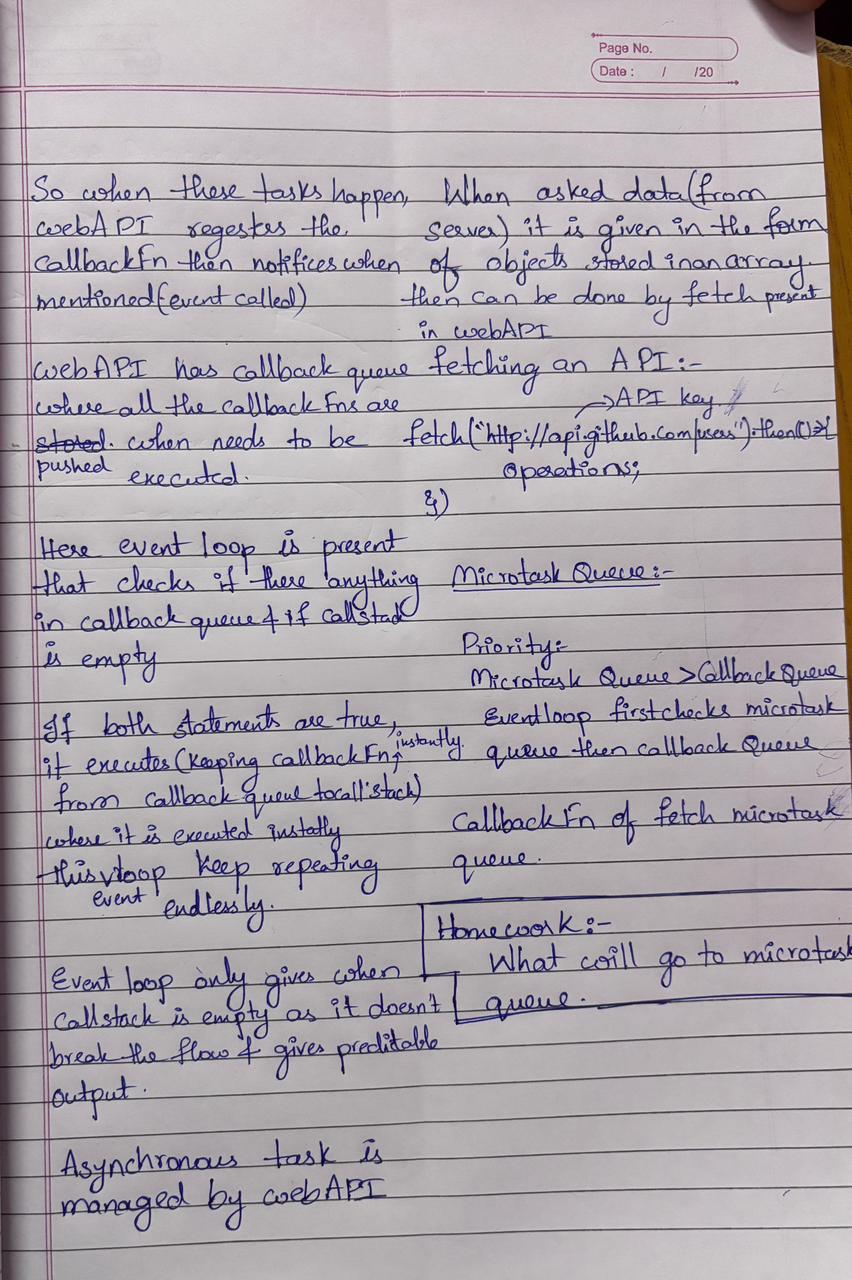 Page No.
Date : / /20
So when these tasks happen,
webAPI regesters the
callbackFn then notifices when
mentioned (event called)
webAPI has callback queue
where all the callback Fns are
stored. when needs to be
pushed executed.
Here event loop is present
that checks if there anything
in callback queue & if callstack
is empty
If both statements are true,
it executes (keeping callbackFn, instantly
from callback queue to callstack)
where it is executed instatly
this event loop keep repeating
endlessly.
Event loop only gives when
callstack is empty as it doesn't
break the flow & gives preditable
output.
Asynchronous task is
managed by webAPI
When asked data (from
server) it is given in the form
of objects stored in an array.
then can be done by fetch present
in webAPI
fetching an API:-
→API key
fetch("http://api.github.com/users").then(()=>{
operations;
})
Microtask Queue:-
Priority:-
Microtask Queue > Callback Queue
Eventloop first checks microtask
queue then callback Queue
Callback Fn of fetch microtask
queue.
Homework:-
What will go to microtask
queue.